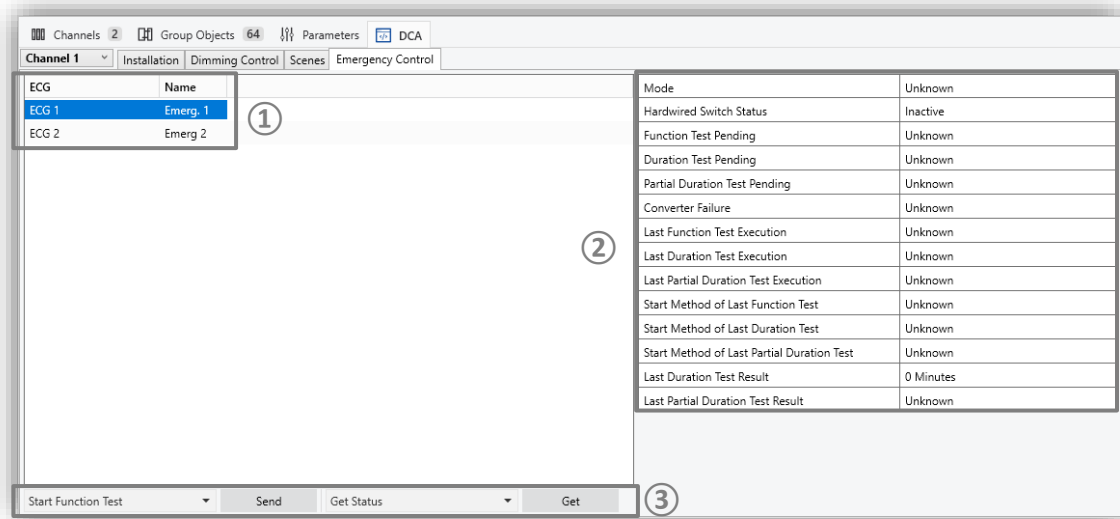 Channels 2 Group Objects 64 Parameters DCA
Channel 1 Installation Dimming Control Scenes Emergency Control
ECG Name
ECG 1 Emerg. 1
ECG 2 Emerg 2
①
Mode Unknown
Hardwired Switch Status Inactive
Function Test Pending Unknown
Duration Test Pending Unknown
Partial Duration Test Pending Unknown
Converter Failure Unknown
Last Function Test Execution Unknown
Last Duration Test Execution Unknown
Last Partial Duration Test Execution Unknown
Start Method of Last Function Test Unknown
Start Method of Last Duration Test Unknown
Start Method of Last Partial Duration Test Unknown
Last Duration Test Result 0 Minutes
Last Partial Duration Test Result Unknown
②
Start Function Test Send Get Status Get
③